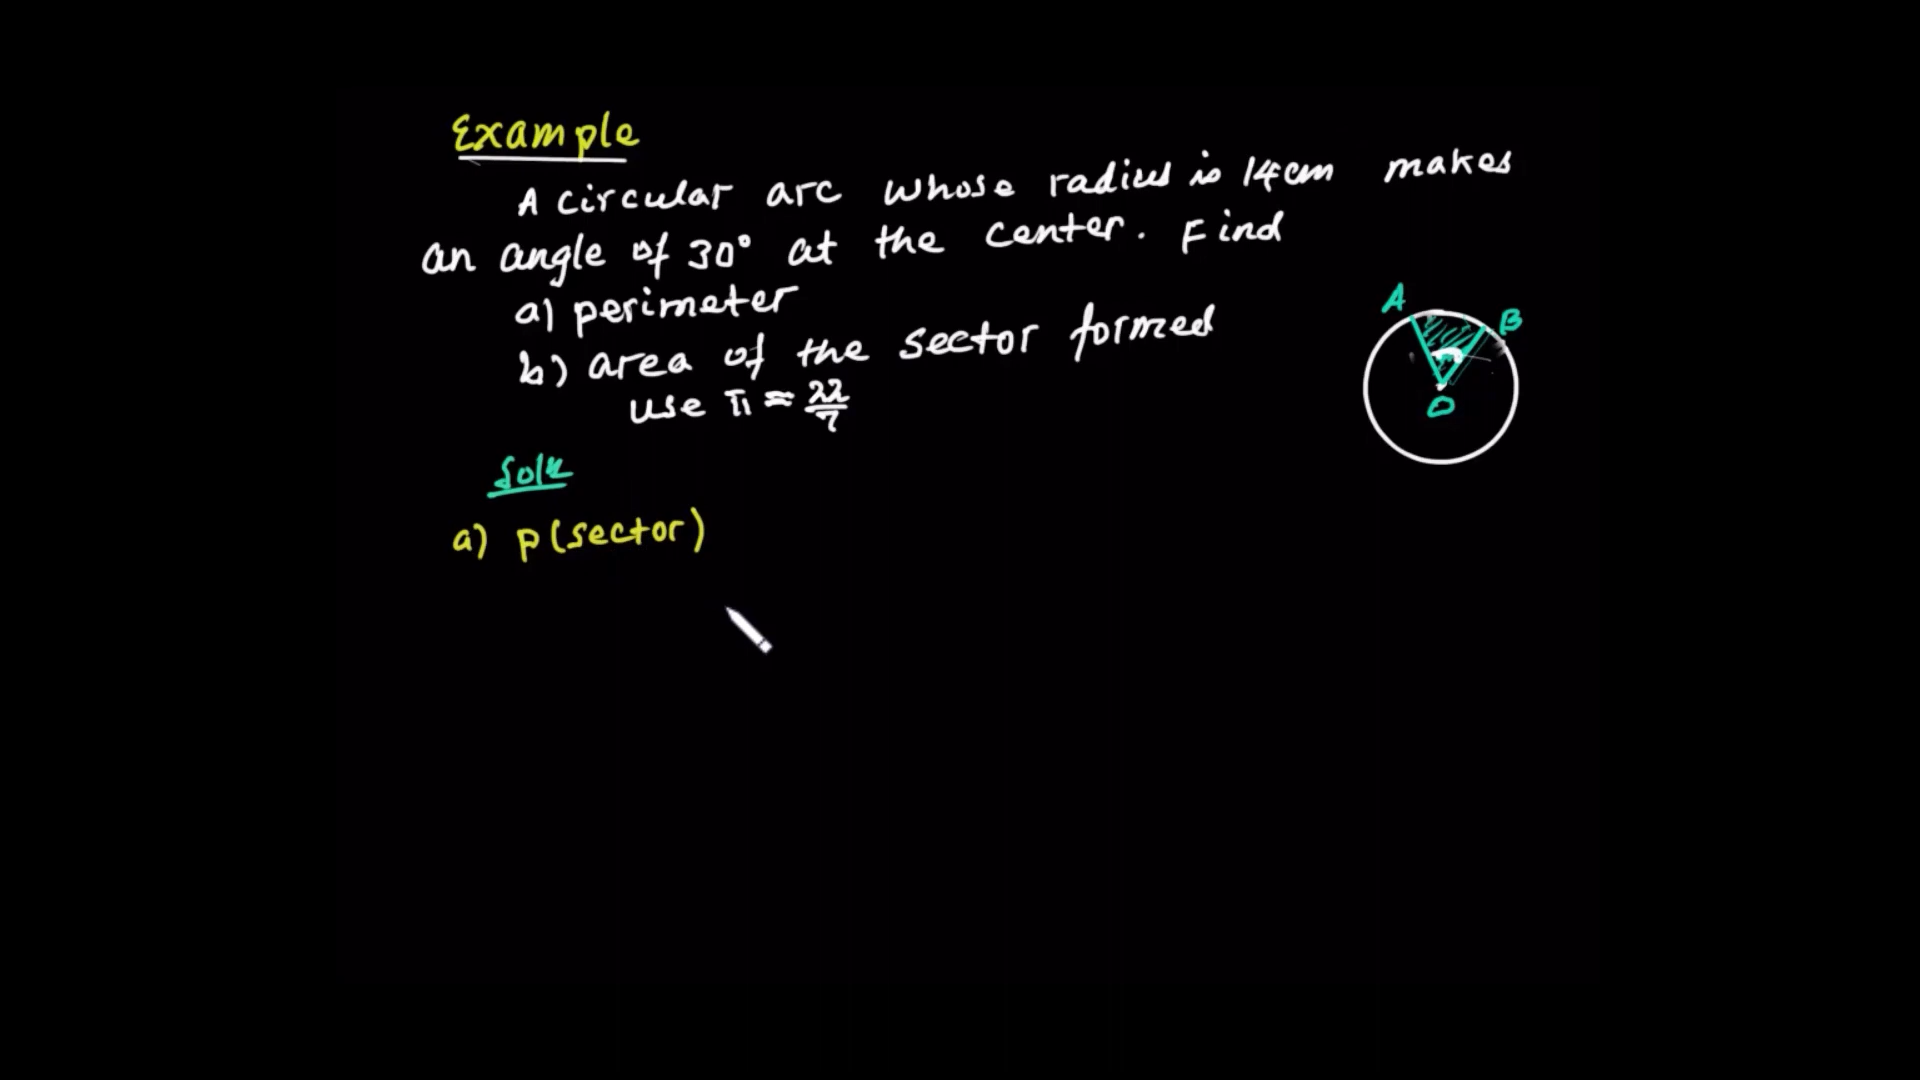 Example
A circular arc whose radius is 14cm makes
an angle of 30° at the center. Find
a) perimeter
b) area of the sector formed
use π ≈ 22/7
A
B
O
Soln
a) p(sector)